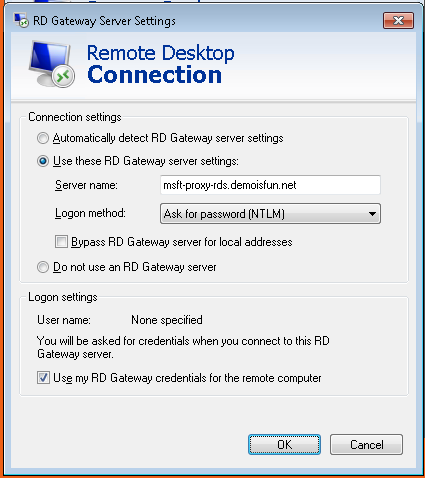 RD Gateway Server Settings
Remote Desktop
Connection
Connection settings
Automatically detect RD Gateway server settings
Use these RD Gateway server settings:
Server name: msft-proxy-rds.demoisfun.net
Logon method: Ask for password (NTLM)
Bypass RD Gateway server for local addresses
Do not use an RD Gateway server
Logon settings
User name: None specified
You will be asked for credentials when you connect to this RD
Gateway server.
Use my RD Gateway credentials for the remote computer
OK Cancel